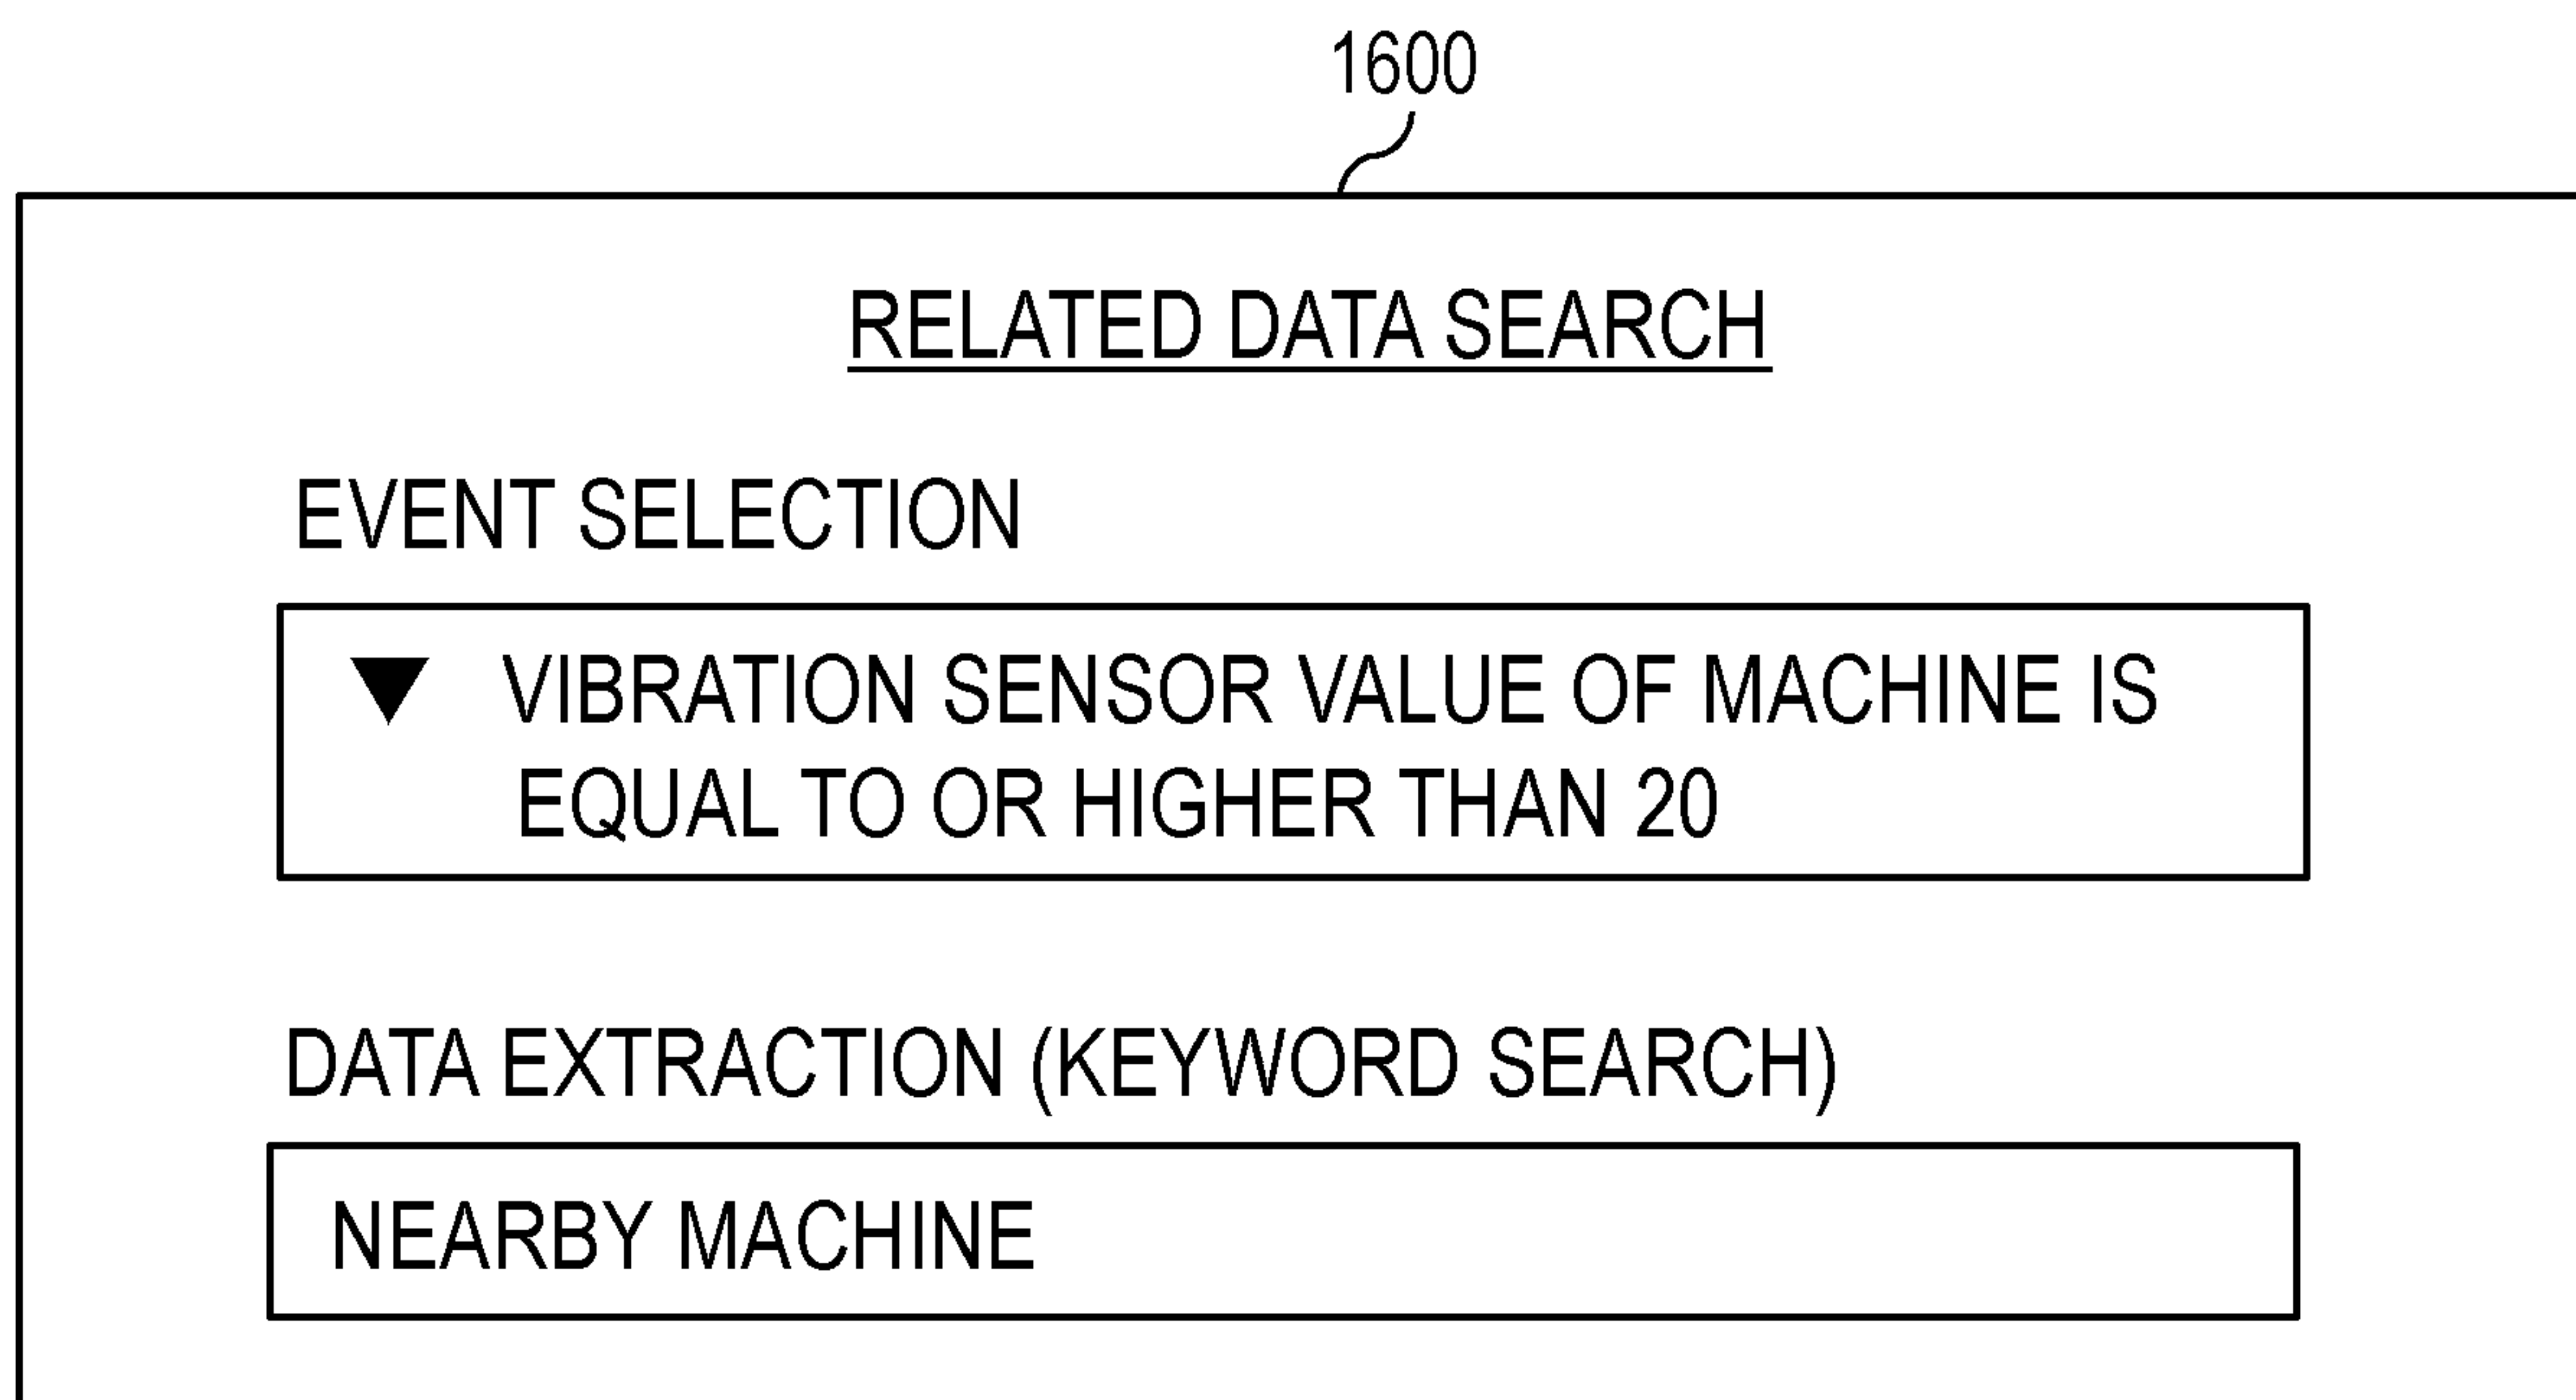 1600
RELATED DATA SEARCH
EVENT SELECTION
VIBRATION SENSOR VALUE OF MACHINE IS
EQUAL TO OR HIGHER THAN 20
DATA EXTRACTION (KEYWORD SEARCH)
NEARBY MACHINE